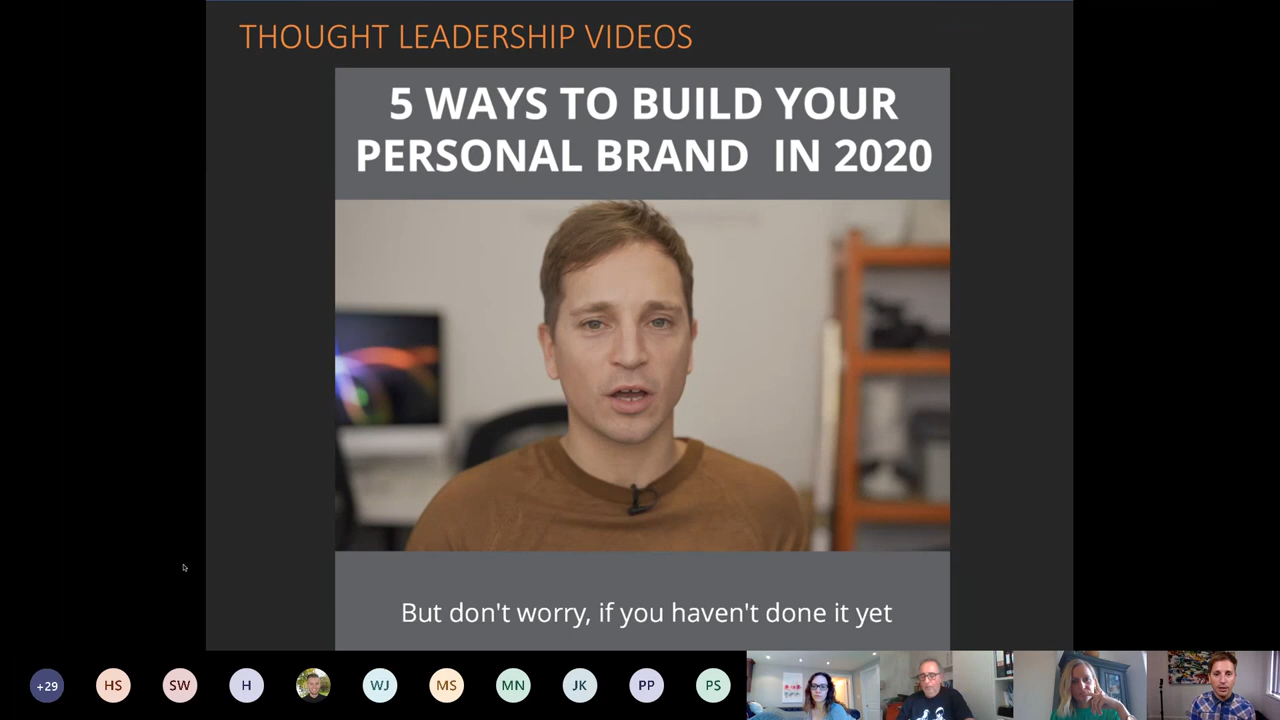 THOUGHT LEADERSHIP VIDEOS
5 WAYS TO BUILD YOUR
PERSONAL BRAND IN 2020
But don't worry, if you haven't done it yet
+29 HS SW H WJ MS MN JK PP PS